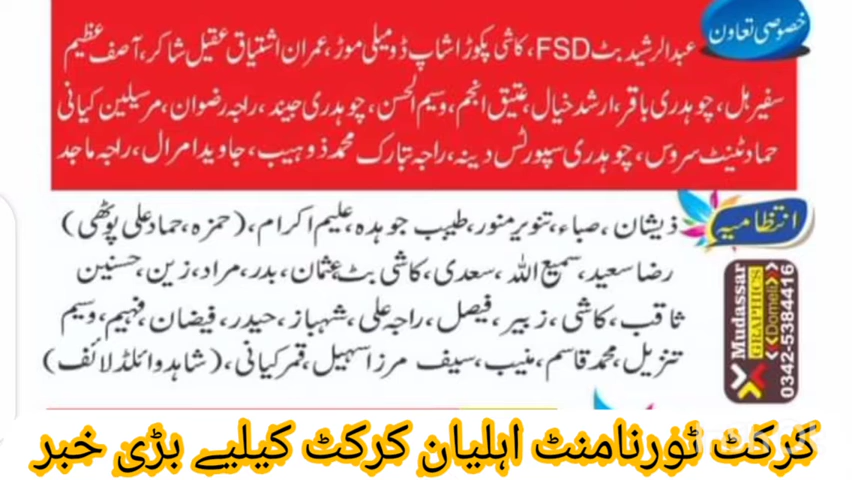 خصوصی تعاون
عبدالرشید بٹ FSD، کاشی پکوڑا شاپ ڈومیلی موڑ، عمران اشتیاق عقیل شاکر، آصف عظیم
سفیر ہل، چوہدری باقر، ارشد خیال، عتیق انجم، وسیم الحسن، چوہدری جنید، راجہ رضوان، مرسیلین کیانی
حماد ٹینٹ سروس، چوہدری سپورٹس دینہ، راجہ تبارک محمد ذوہیب، جاوید امرال، راجہ ماجد
انتظامیہ
ذیشان، صباء، تنویر منور، طیب جوہدہ، علیم اکرام، (حمزہ، حماد علی پوٹھی)
رضا سعید، سمیع اللہ، سعدی، کاشی بٹ عثمان، بدر، مراد، زین، حسنین
ثاقب، کاشی، زبیر، فیصل، راجہ علی، شہباز، حیدر، فیضان، فہیم، وسیم
تنزیل، محمد قاسم، منیب، سیف مرزا سہیل، قمر کیانی، (شاہد وائلڈ لائف)
Mudassar
GRAPHICS
Domeli
0342-5384416
کرکٹ ٹورنامنٹ اہلیان کرکٹ کیلیے بڑی خبر